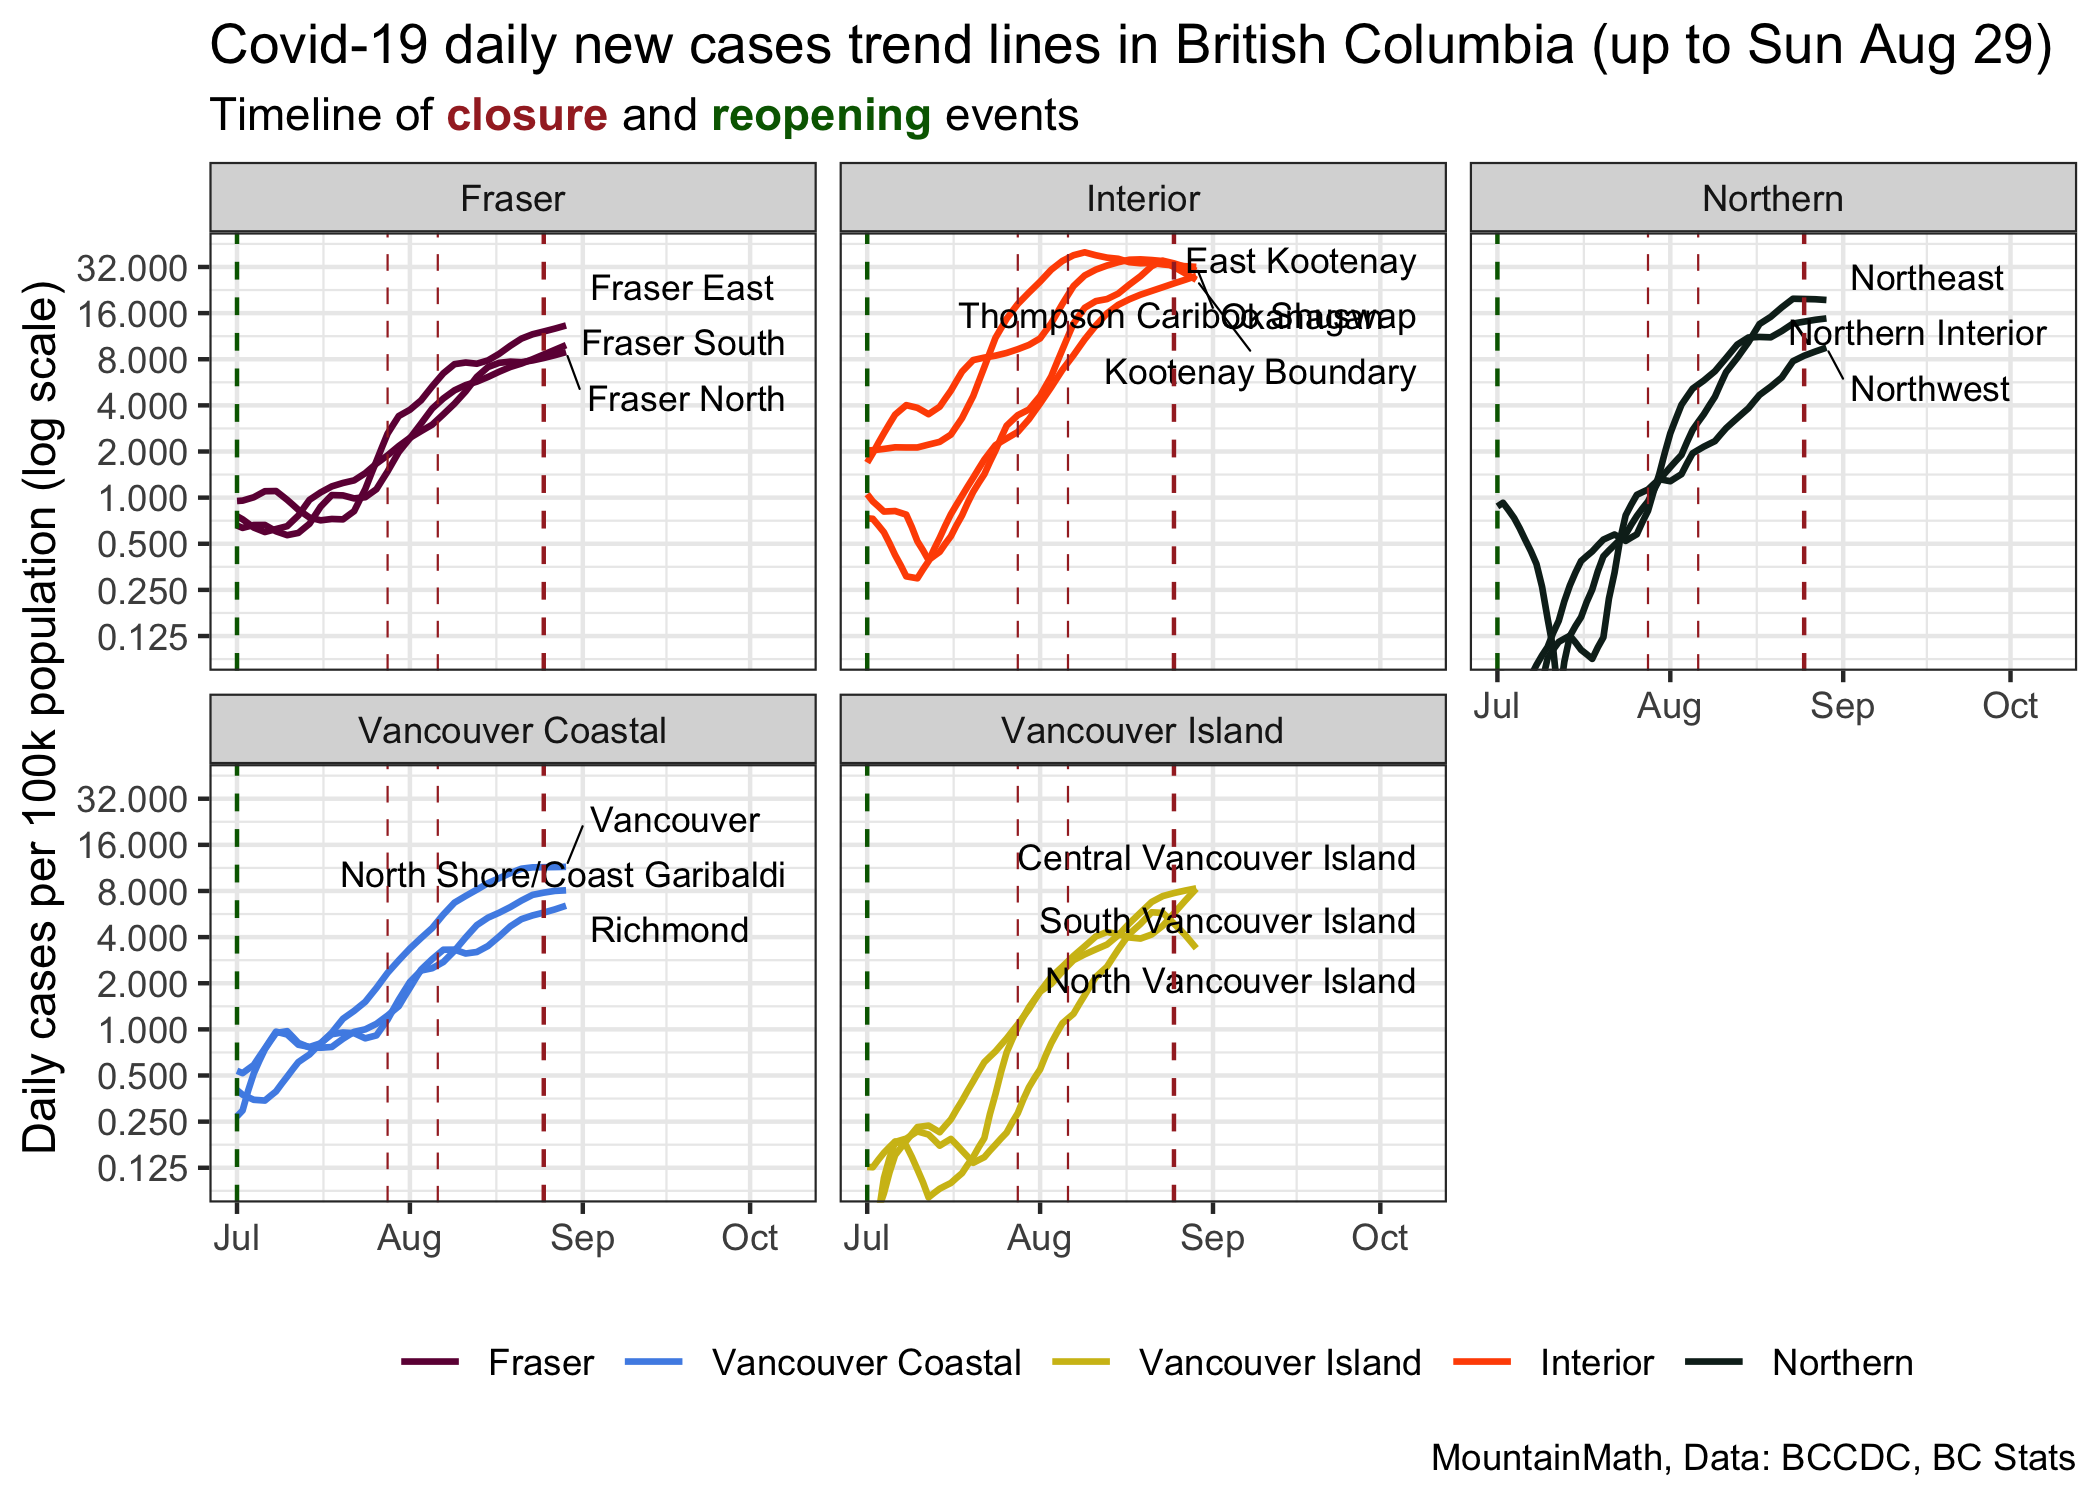 Covid-19 daily new cases trend lines in British Columbia (up to Sun Aug 29)
Timeline of closure and reopening events
Daily cases per 100k population (log scale)
Fraser
32.000
16.000
8.000
4.000
2.000
1.000
0.500
0.250
0.125
Fraser East
Fraser South
Fraser North
Interior
East Kootenay
Thompson Cariboo Shuswap
Okanagan
Kootenay Boundary
Northern
Northeast
Northern Interior
Northwest
Jul Aug Sep Oct
Vancouver Coastal
32.000
16.000
8.000
4.000
2.000
1.000
0.500
0.250
0.125
Vancouver
North Shore/Coast Garibaldi
Richmond
Jul Aug Sep Oct
Vancouver Island
Central Vancouver Island
South Vancouver Island
North Vancouver Island
Jul Aug Sep Oct
Fraser Vancouver Coastal Vancouver Island Interior Northern
MountainMath, Data: BCCDC, BC Stats